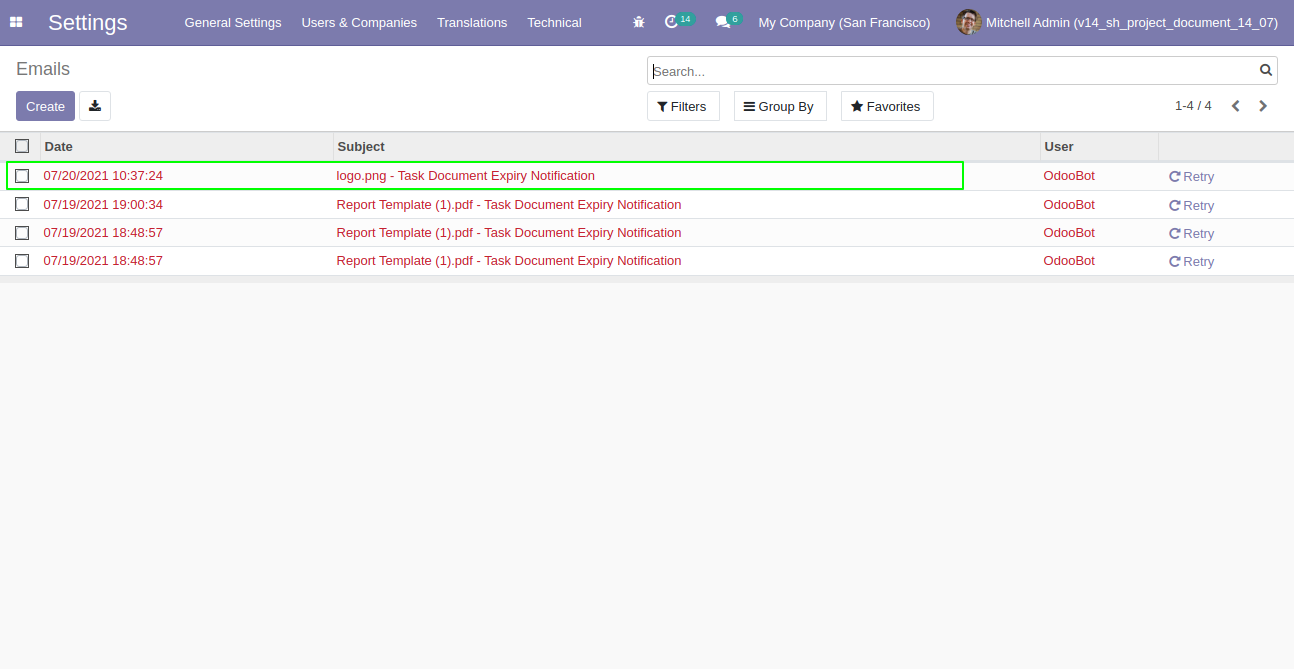 Settings General Settings Users & Companies Translations Technical 14 6 My Company (San Francisco) Mitchell Admin (v14_sh_project_document_14_07)
Emails Search...
Create Filters Group By Favorites 1-4 / 4
Date Subject User
07/20/2021 10:37:24 logo.png - Task Document Expiry Notification OdooBot Retry
07/19/2021 19:00:34 Report Template (1).pdf - Task Document Expiry Notification OdooBot Retry
07/19/2021 18:48:57 Report Template (1).pdf - Task Document Expiry Notification OdooBot Retry
07/19/2021 18:48:57 Report Template (1).pdf - Task Document Expiry Notification OdooBot Retry